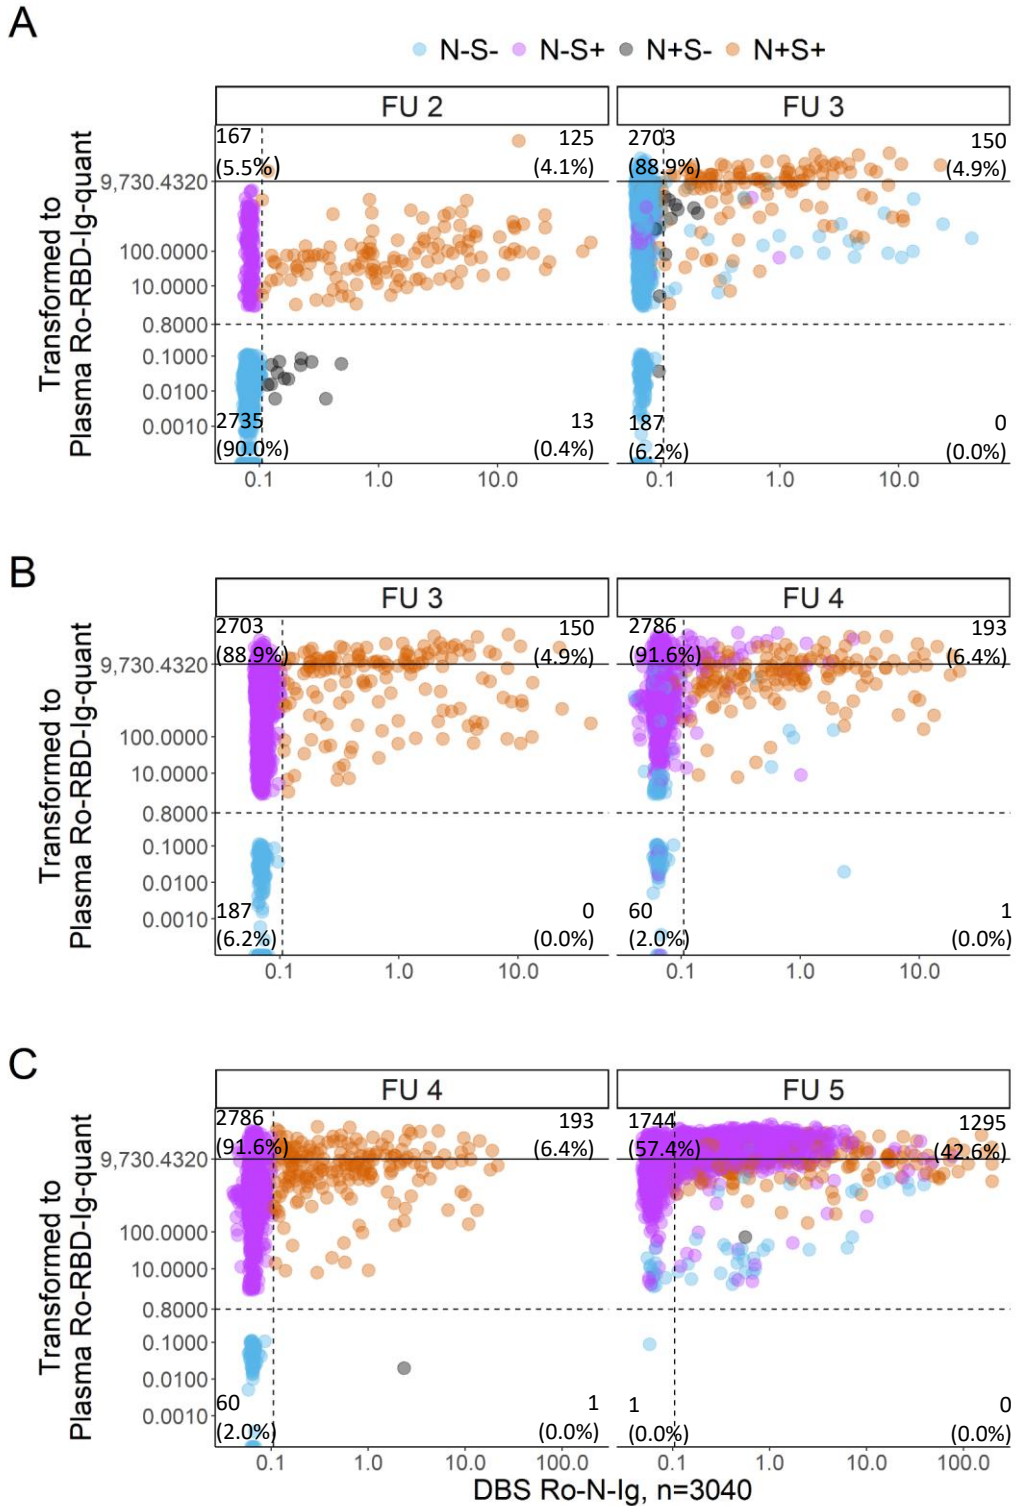 A
N-S- N-S+ N+S- N+S+
FU 2 FU 3
167 125 2703 150
(5.5%) (4.1%) (88.9%) (4.9%)
Transformed to
Plasma Ro-RBD-Ig-quant
9,730.4320
100.0000
10.0000
0.8000
0.1000
0.0100
0.0010
2735 13 187 0
(90.0%) (0.4%) (6.2%) (0.0%)
0.1 1.0 10.0 0.1 1.0 10.0
B
FU 3 FU 4
2703 150 2786 193
(88.9%) (4.9%) (91.6%) (6.4%)
Transformed to
Plasma Ro-RBD-Ig-quant
9,730.4320
100.0000
10.0000
0.8000
0.1000
0.0100
0.0010
187 0 60 1
(6.2%) (0.0%) (2.0%) (0.0%)
0.1 1.0 10.0 0.1 1.0 10.0
C
FU 4 FU 5
2786 193 1744 1295
(91.6%) (6.4%) (57.4%) (42.6%)
Transformed to
Plasma Ro-RBD-Ig-quant
9,730.4320
100.0000
10.0000
0.8000
0.1000
0.0100
0.0010
60 1 1 0
(2.0%) (0.0%) (0.0%) (0.0%)
0.1 1.0 10.0 100.0 0.1 1.0 10.0 100.0
DBS Ro-N-Ig, n=3040